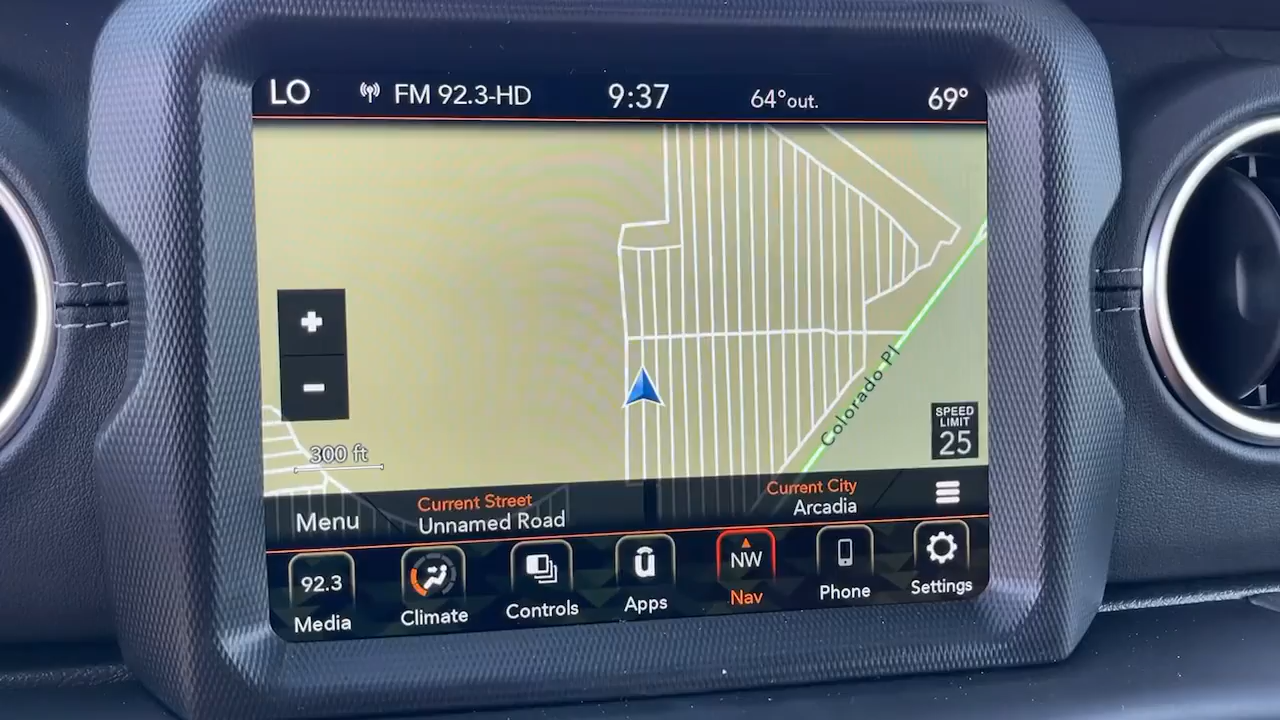 LO
FM 92.3-HD
9:37
64°out.
69°
+
-
300 ft
Colorado Pl
SPEED
LIMIT
25
Current Street
Unnamed Road
Current City
Arcadia
Menu
92.3
Media
Climate
Controls
û
Apps
NW
Nav
Phone
Settings